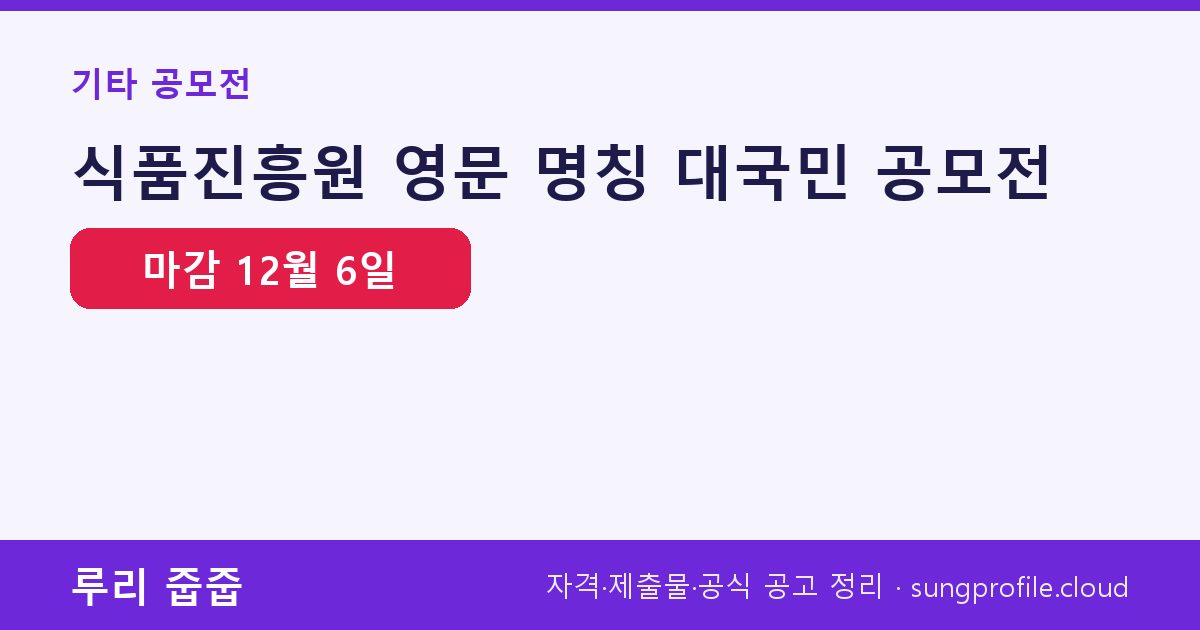 기타 공모전
식품진흥원 영문 명칭 대국민 공모전
마감 12월 6일
루리 줍줍
자격·제출물·공식 공고 정리 · sungprofile.cloud